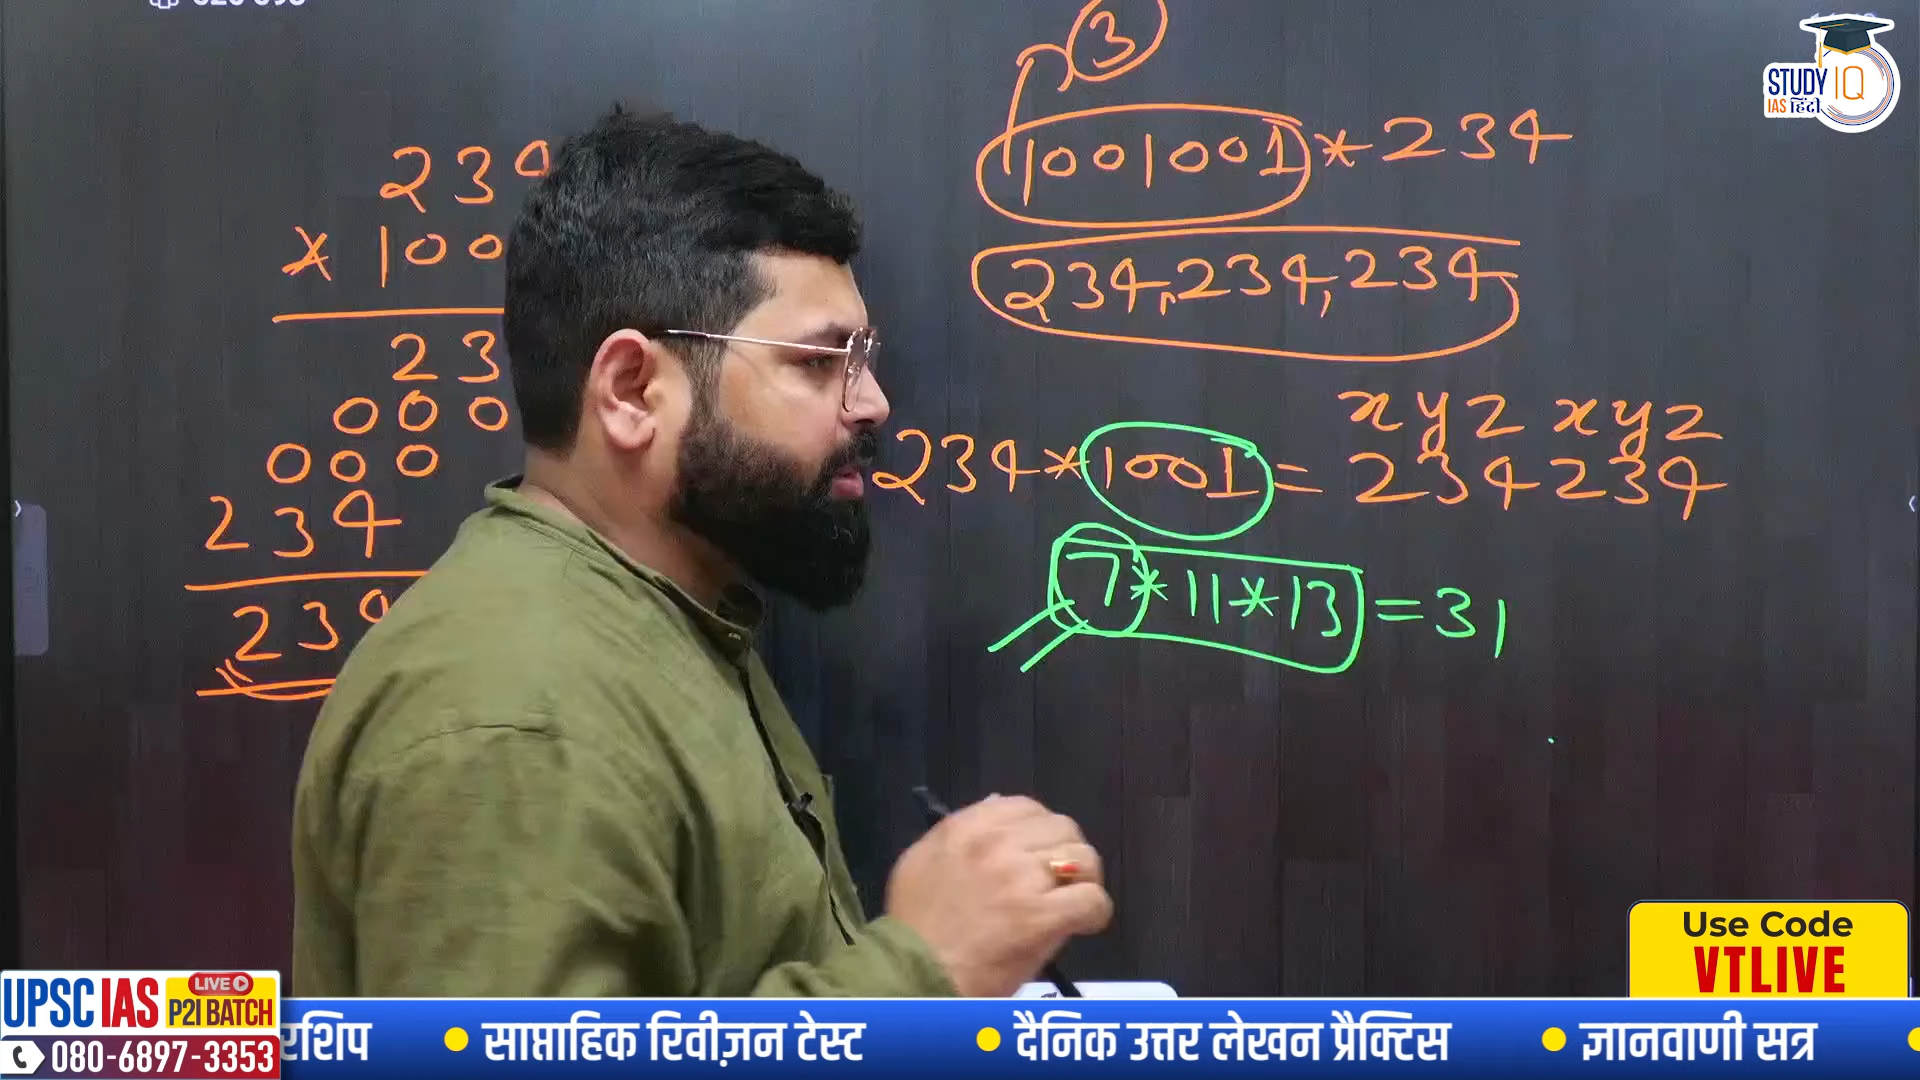 3
STUDY IQ
IAS हिंदी
1001001 * 234
234,234,234
23
* 100
23
000
000
234
23
xyz xyz
234 * 1001 = 234234
7 * 11 * 13 = 31
Use Code
VTLIVE
UPSC IAS
LIVE
P2I BATCH
080-6897-3353
रशिप • साप्ताहिक रिवीज़न टेस्ट • दैनिक उत्तर लेखन प्रैक्टिस • ज्ञानवाणी सत्र •